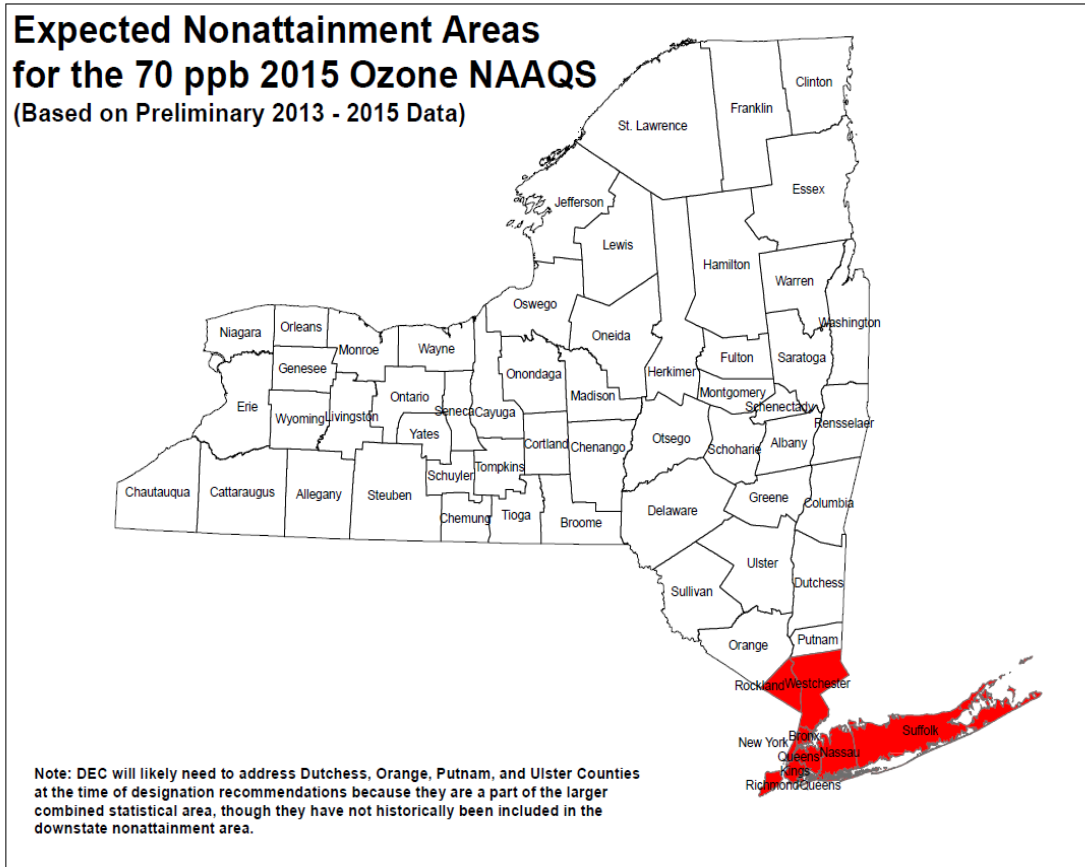 Expected Nonattainment Areas
for the 70 ppb 2015 Ozone NAAQS
(Based on Preliminary 2013 - 2015 Data)
Clinton
Franklin
St. Lawrence
Essex
Jefferson
Lewis
Hamilton
Warren
Oswego
Washington
Niagara
Orleans
Oneida
Monroe
Wayne
Fulton
Saratoga
Genesee
Herkimer
Onondaga
Montgomery
Madison
Ontario
Schenectady
Erie
Seneca
Cayuga
Wyoming
Livingston
Rensselaer
Yates
Otsego
Albany
Cortland
Chenango
Schoharie
Tompkins
Schuyler
Chautauqua
Cattaraugus
Allegany
Steuben
Greene
Columbia
Delaware
Tioga
Chemung
Broome
Ulster
Dutchess
Sullivan
Putnam
Orange
Rockland
Westchester
Suffolk
Bronx
New York
Nassau
Queens
Kings
Richmond
Queens
Note: DEC will likely need to address Dutchess, Orange, Putnam, and Ulster Counties
at the time of designation recommendations because they are a part of the larger
combined statistical area, though they have not historically been included in the
downstate nonattainment area.